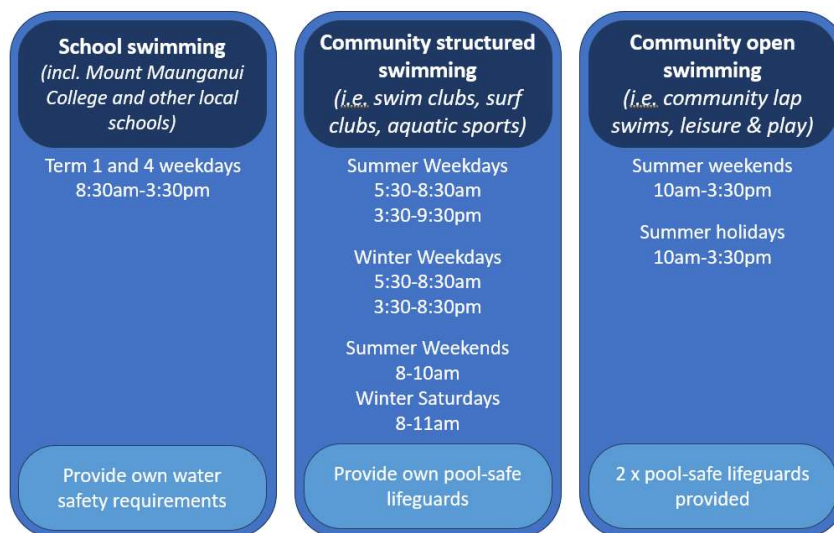 School swimming
(incl. Mount Maunganui
College and other local
schools)
Term 1 and 4 weekdays
8:30am-3:30pm
Provide own water
safety requirements
Community structured
swimming
(i.e. swim clubs, surf
clubs, aquatic sports)
Summer Weekdays
5:30-8:30am
3:30-9:30pm
Winter Weekdays
5:30-8:30am
3:30-8:30pm
Summer Weekends
8-10am
Winter Saturdays
8-11am
Provide own pool-safe
lifeguards
Community open
swimming
(i.e. community lap
swims, leisure & play)
Summer weekends
10am-3:30pm
Summer holidays
10am-3:30pm
2 x pool-safe lifeguards
provided